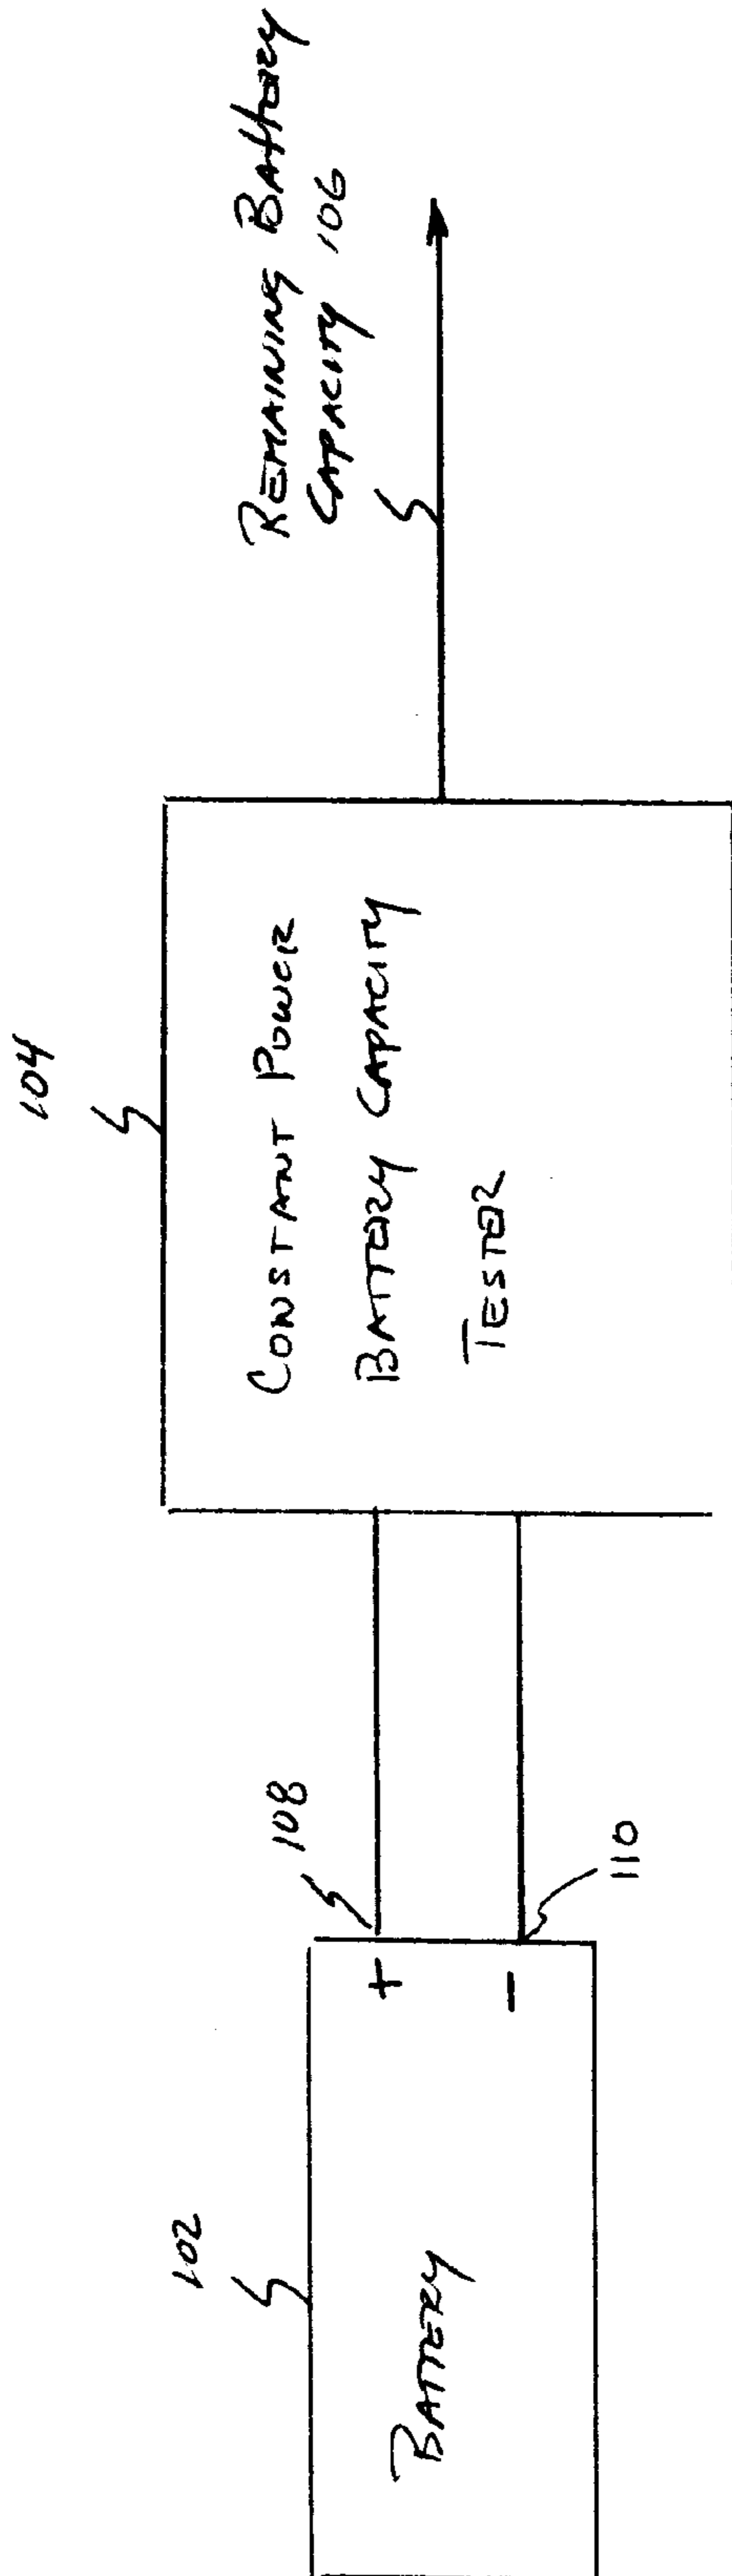 104
REMAINING BATTERY
CAPACITY 106
CONSTANT POWER
BATTERY CAPACITY
TESTER
102
108
+
-
110
BATTERY